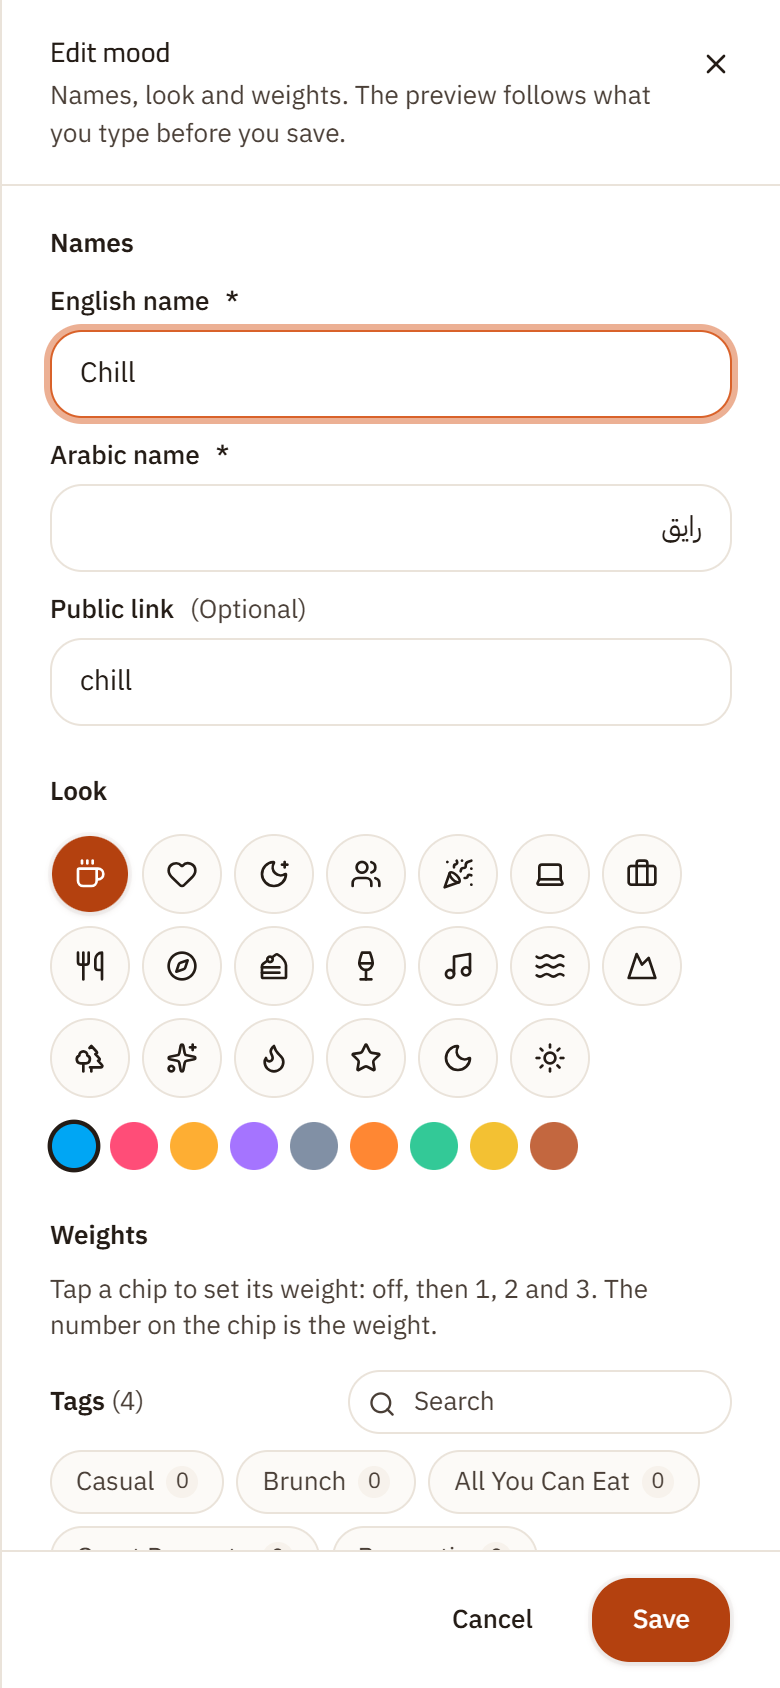 Edit mood
Names, look and weights. The preview follows what
you type before you save.
Names
English name *
Chill
Arabic name *
رايق
Public link (Optional)
chill
Look
Weights
Tap a chip to set its weight: off, then 1, 2 and 3. The
number on the chip is the weight.
Tags (4)
Search
Casual 0 Brunch 0 All You Can Eat 0
Cancel Save